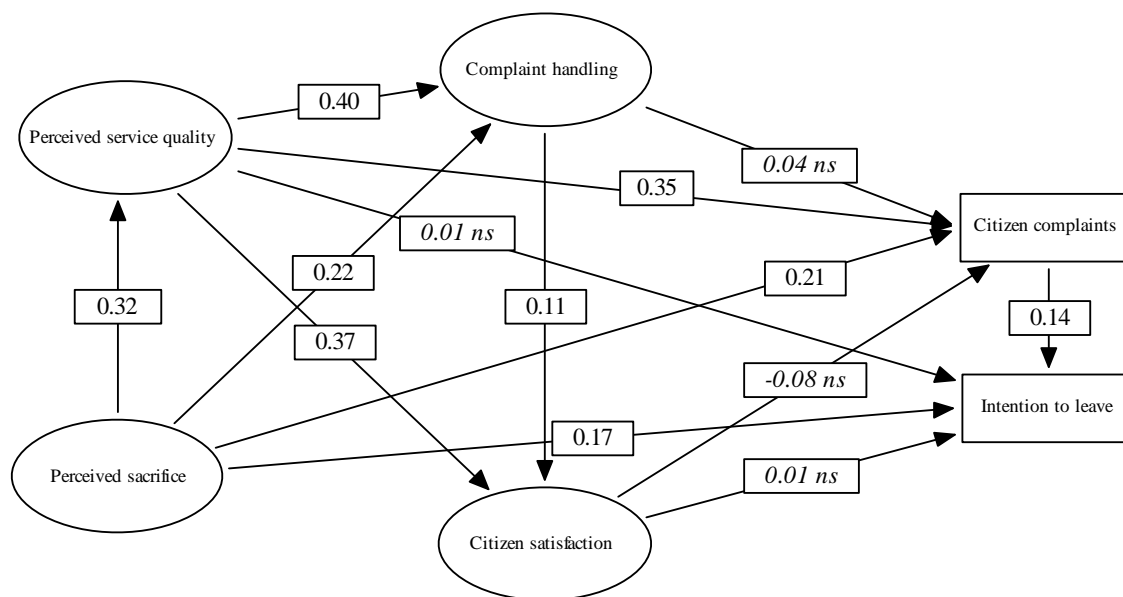 Complaint handling
0.40
Perceived service quality
0.04 ns
0.35
Citizen complaints
0.01 ns
0.22
0.21
0.32
0.11
0.14
0.37
-0.08 ns
Intention to leave
0.17
Perceived sacrifice
0.01 ns
Citizen satisfaction